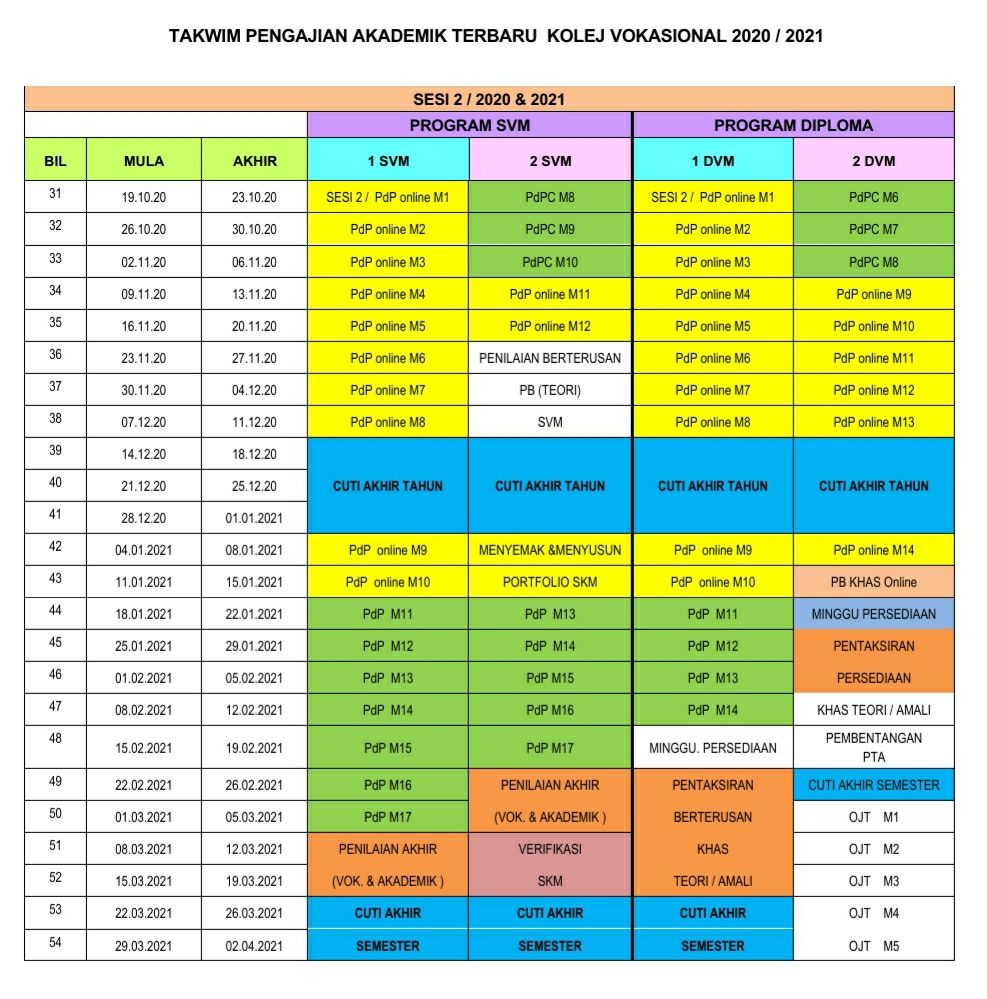 TAKWIM PENGAJIAN AKADEMIK TERBARU KOLEJ VOKASIONAL 2020 / 2021
SESI 2 / 2020 & 2021
PROGRAM SVM PROGRAM DIPLOMA
BIL MULA AKHIR 1 SVM 2 SVM 1 DVM 2 DVM
31 19.10.20 23.10.20 SESI 2 / PdP online M1 PdPC M8 SESI 2 / PdP online M1 PdPC M6
32 26.10.20 30.10.20 PdP online M2 PdPC M9 PdP online M2 PdPC M7
33 02.11.20 06.11.20 PdP online M3 PdPC M10 PdP online M3 PdPC M8
34 09.11.20 13.11.20 PdP online M4 PdP online M11 PdP online M4 PdP online M9
35 16.11.20 20.11.20 PdP online M5 PdP online M12 PdP online M5 PdP online M10
36 23.11.20 27.11.20 PdP online M6 PENILAIAN BERTERUSAN PdP online M6 PdP online M11
37 30.11.20 04.12.20 PdP online M7 PB (TEORI) PdP online M7 PdP online M12
38 07.12.20 11.12.20 PdP online M8 SVM PdP online M8 PdP online M13
39 14.12.20 18.12.20
40 21.12.20 25.12.20 CUTI AKHIR TAHUN CUTI AKHIR TAHUN CUTI AKHIR TAHUN CUTI AKHIR TAHUN
41 28.12.20 01.01.2021
42 04.01.2021 08.01.2021 PdP online M9 MENYEMAK &MENYUSUN PdP online M9 PdP online M14
43 11.01.2021 15.01.2021 PdP online M10 PORTFOLIO SKM PdP online M10 PB KHAS Online
44 18.01.2021 22.01.2021 PdP M11 PdP M13 PdP M11 MINGGU PERSEDIAAN
45 25.01.2021 29.01.2021 PdP M12 PdP M14 PdP M12 PENTAKSIRAN
46 01.02.2021 05.02.2021 PdP M13 PdP M15 PdP M13 PERSEDIAAN
47 08.02.2021 12.02.2021 PdP M14 PdP M16 PdP M14 KHAS TEORI / AMALI
48 15.02.2021 19.02.2021 PdP M15 PdP M17 MINGGU. PERSEDIAAN PEMBENTANGAN
PTA
49 22.02.2021 26.02.2021 PdP M16 PENILAIAN AKHIR PENTAKSIRAN CUTI AKHIR SEMESTER
50 01.03.2021 05.03.2021 PdP M17 (VOK. & AKADEMIK ) BERTERUSAN OJT M1
51 08.03.2021 12.03.2021 PENILAIAN AKHIR VERIFIKASI KHAS OJT M2
52 15.03.2021 19.03.2021 (VOK. & AKADEMIK ) SKM TEORI / AMALI OJT M3
53 22.03.2021 26.03.2021 CUTI AKHIR CUTI AKHIR CUTI AKHIR OJT M4
54 29.03.2021 02.04.2021 SEMESTER SEMESTER SEMESTER OJT M5